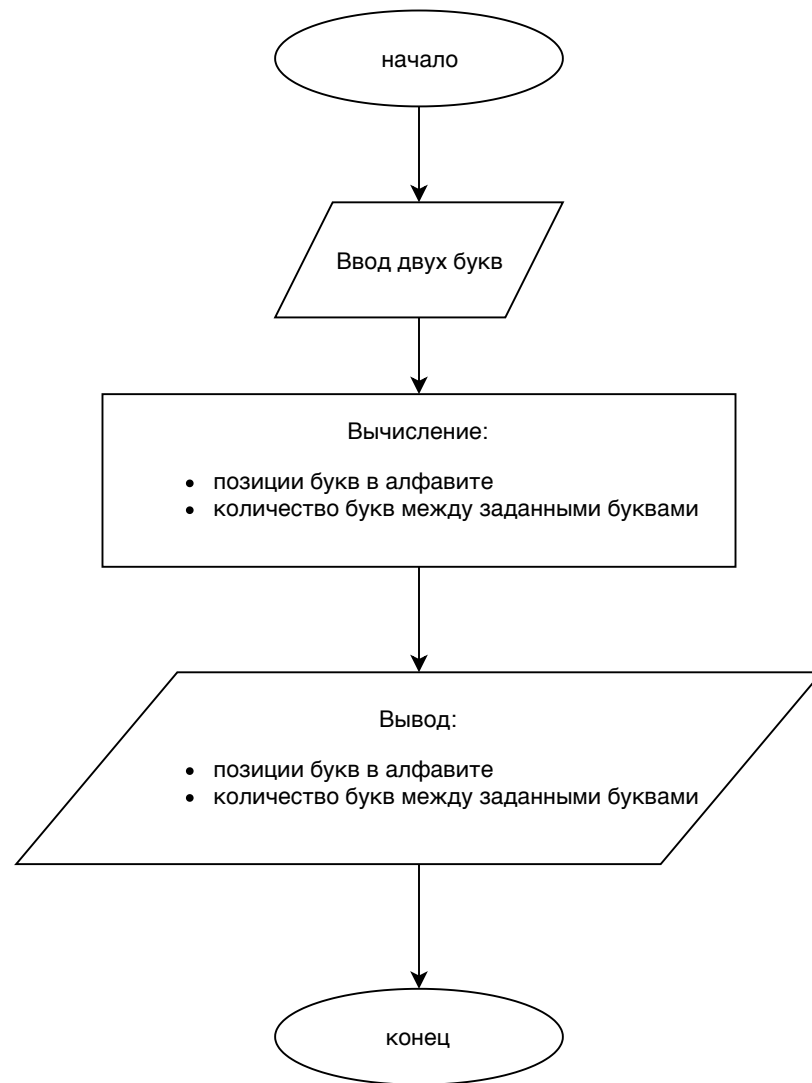 начало
Ввод двух букв
Вычисление:
• позиции букв в алфавите
• количество букв между заданными буквами
Вывод:
• позиции букв в алфавите
• количество букв между заданными буквами
конец